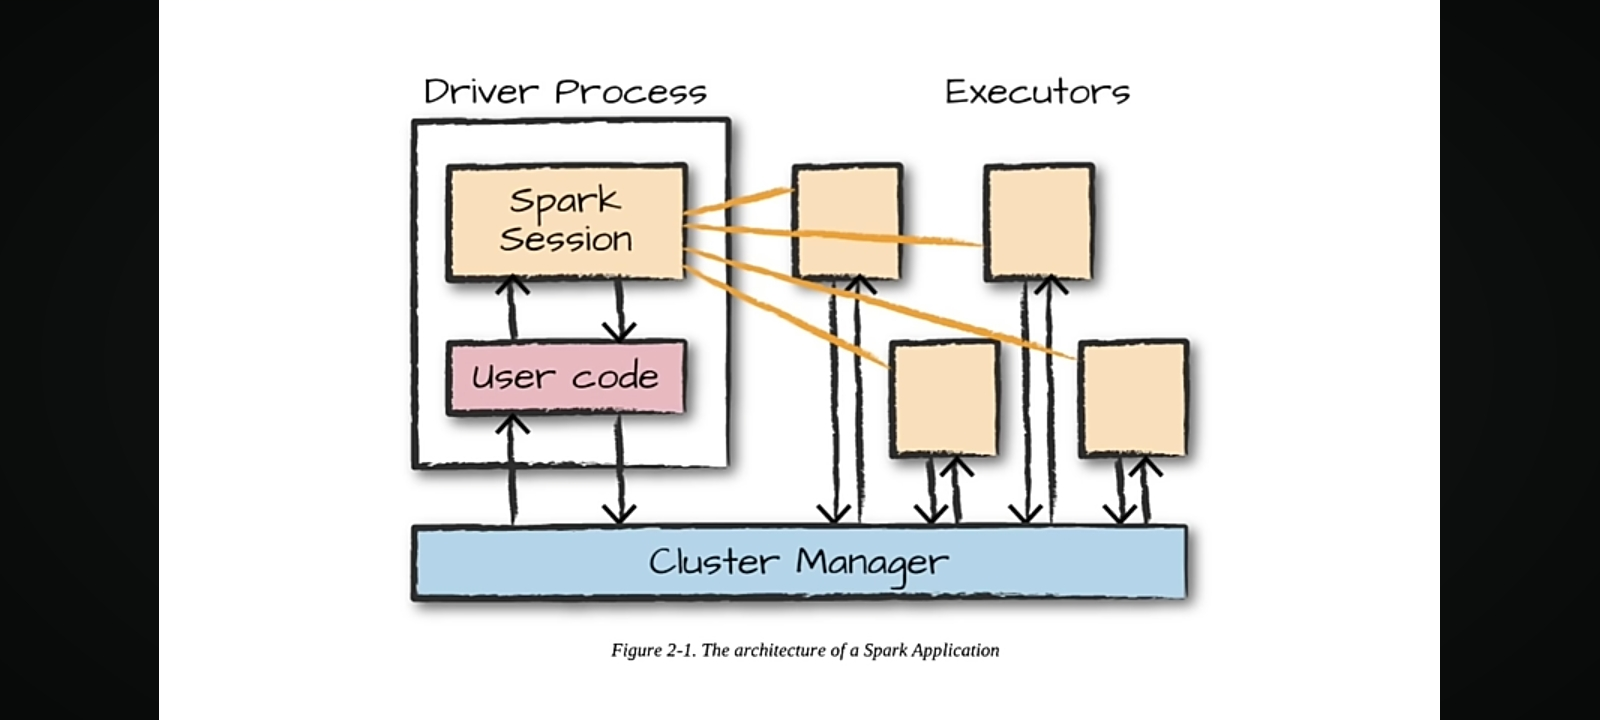 Driver Process
Executors
Spark
Session
User code
Cluster Manager
Figure 2-1. The architecture of a Spark Application